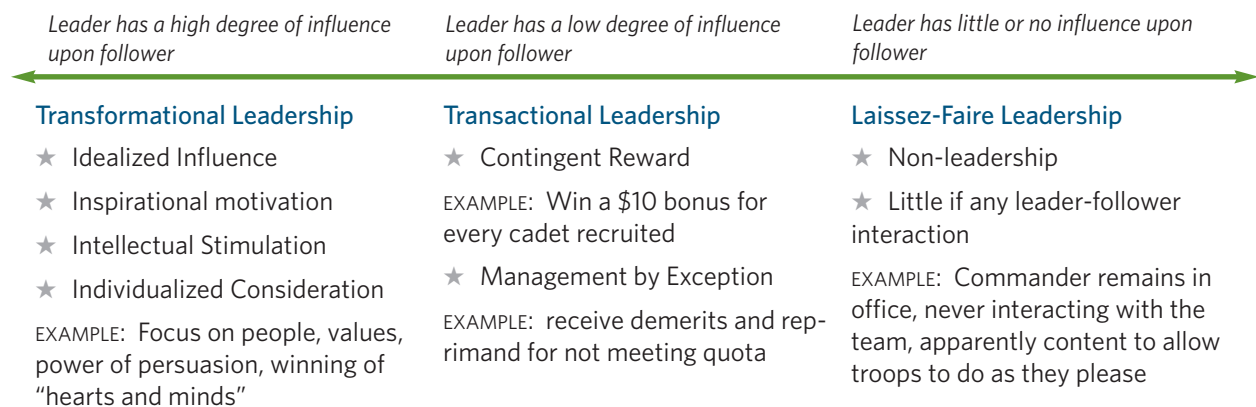 Leader has a high degree of influence
upon follower
Leader has a low degree of influence
upon follower
Leader has little or no influence upon
follower
Transformational Leadership
★ Idealized Influence
★ Inspirational motivation
★ Intellectual Stimulation
★ Individualized Consideration
EXAMPLE: Focus on people, values,
power of persuasion, winning of
“hearts and minds”
Transactional Leadership
★ Contingent Reward
EXAMPLE: Win a $10 bonus for
every cadet recruited
★ Management by Exception
EXAMPLE: receive demerits and rep-
rimand for not meeting quota
Laissez-Faire Leadership
★ Non-leadership
★ Little if any leader-follower
interaction
EXAMPLE: Commander remains in
office, never interacting with the
team, apparently content to allow
troops to do as they please